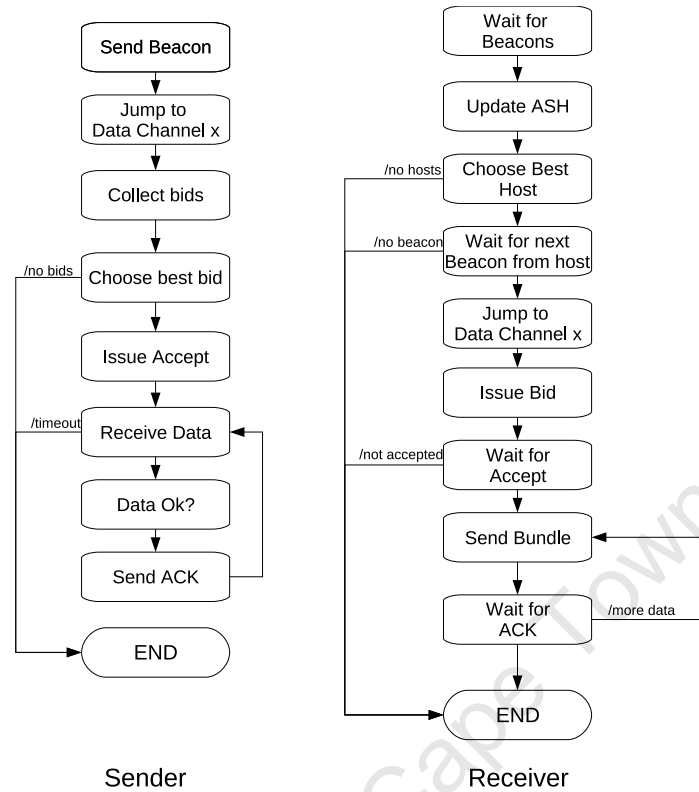 Send Beacon
Jump to
Data Channel x
Collect bids
/no bids
Choose best bid
Issue Accept
/timeout
Receive Data
Data Ok?
Send ACK
END
Sender
Wait for
Beacons
Update ASH
/no hosts
Choose Best
Host
/no beacon
Wait for next
Beacon from host
Jump to
Data Channel x
Issue Bid
/not accepted
Wait for
Accept
Send Bundle
Wait for
ACK
/more data
END
Receiver
Cape Town